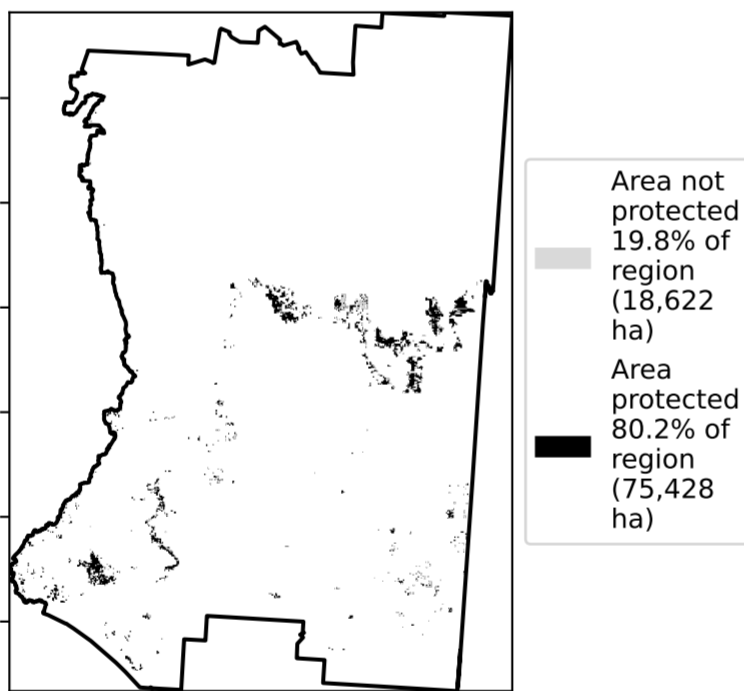 Area not
protected
19.8% of
region
(18,622
ha)
Area
protected
80.2% of
region
(75,428
ha)